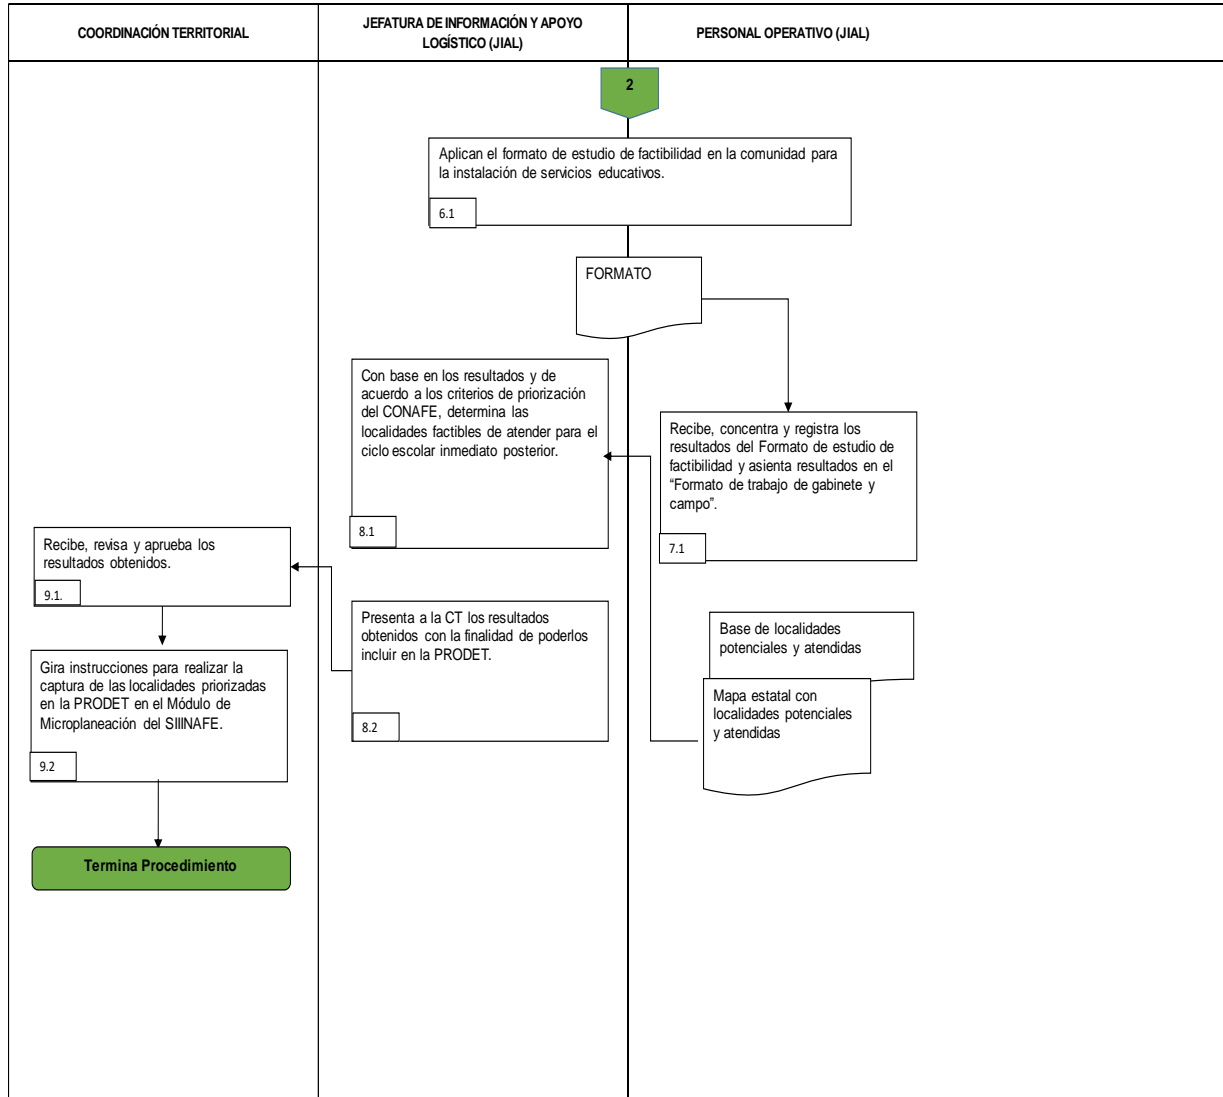 COORDINACIÓN TERRITORIAL
JEFATURA DE INFORMACIÓN Y APOYO
LOGÍSTICO (JIAL)
PERSONAL OPERATIVO (JIAL)
2
Aplican el formato de estudio de factibilidad en la comunidad para
la instalación de servicios educativos.
6.1
FORMATO
Con base en los resultados y de
acuerdo a los criterios de priorización
del CONAFE, determina las
localidades factibles de atender para el
ciclo escolar inmediato posterior.
8.1
Recibe, concentra y registra los
resultados del Formato de estudio de
factibilidad y asienta resultados en el
“Formato de trabajo de gabinete y
campo”.
7.1
Recibe, revisa y aprueba los
resultados obtenidos.
9.1.
Presenta a la CT los resultados
obtenidos con la finalidad de poderlos
incluir en la PRODET.
8.2
Base de localidades
potenciales y atendidas
Mapa estatal con
localidades potenciales
y atendidas
Gira instrucciones para realizar la
captura de las localidades priorizadas
en la PRODET en el Módulo de
Microplaneación del SIIINAFE.
9.2
Termina Procedimiento